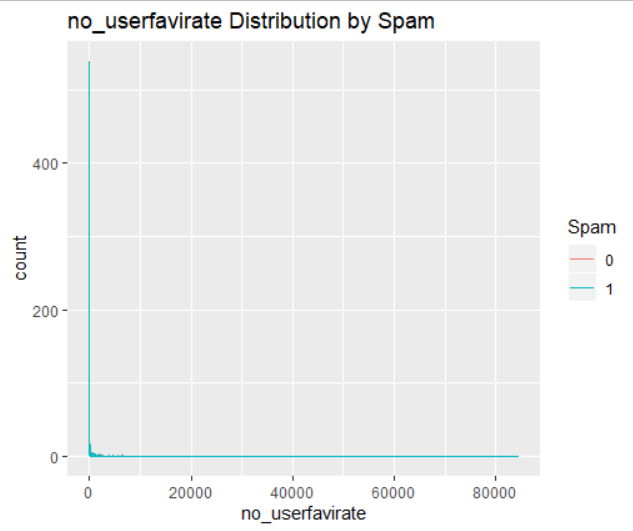 no_userfavirate Distribution by Spam
400
200
0
count
0 20000 40000 60000 80000
no_userfavirate
Spam
0
1